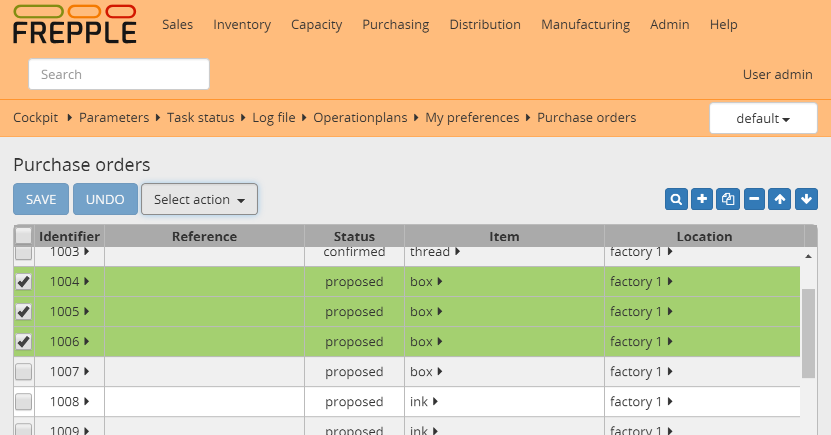 FREPPLE Sales Inventory Capacity Purchasing Distribution Manufacturing Admin Help
Search User admin
Cockpit Parameters Task status Log file Operationplans My preferences Purchase orders default
Purchase orders
SAVE UNDO Select action
Identifier Reference Status Item Location
1003 confirmed thread factory 1
1004 proposed box factory 1
1005 proposed box factory 1
1006 proposed box factory 1
1007 proposed box factory 1
1008 proposed ink factory 1
1009 proposed ink factory 1